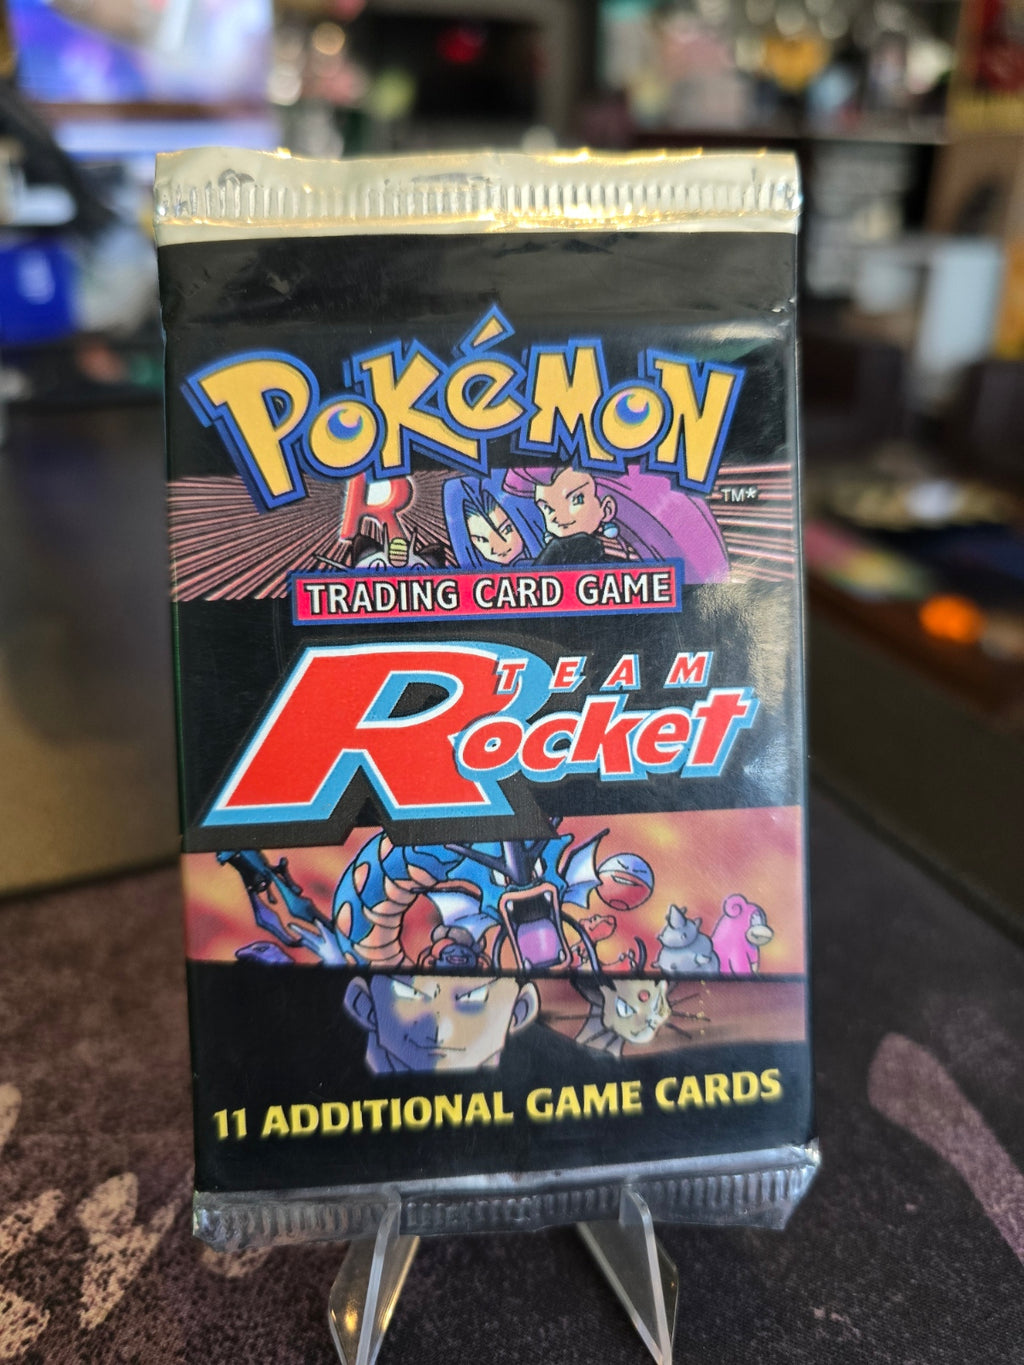 POKéMON
TM*
R
TRADING CARD GAME
TEAM
Rocket
11 ADDITIONAL GAME CARDS